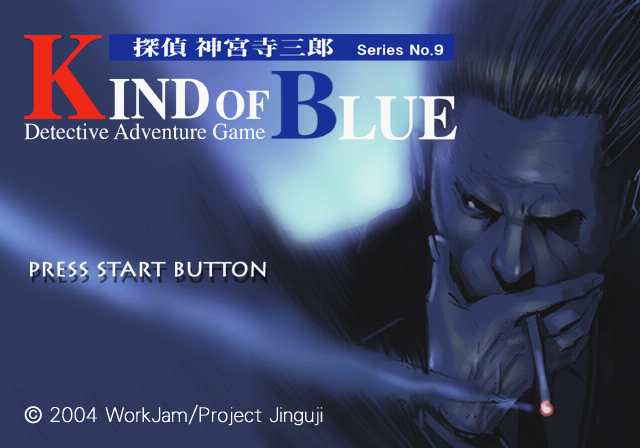 探偵 神宮寺三郎 Series No.9
KIND OF BLUE
Detective Adventure Game
PRESS START BUTTON
© 2004 WorkJam/Project Jinguji